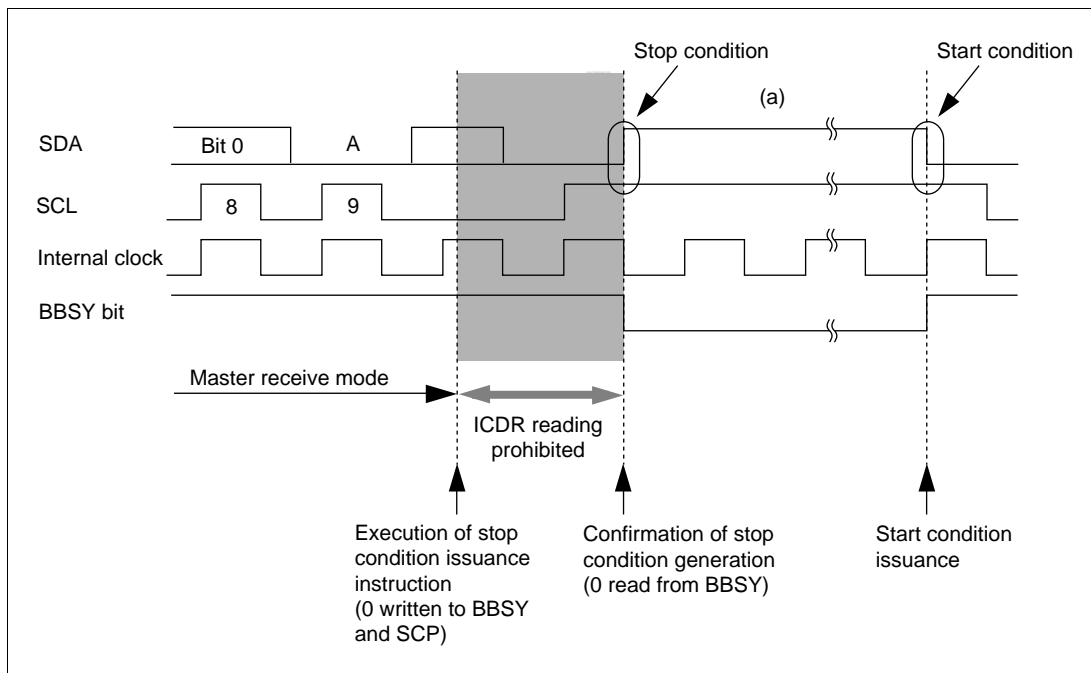 Stop condition
Start condition
(a)
SDA
Bit 0
A
SCL
8
9
Internal clock
BBSY bit
Master receive mode
ICDR reading
prohibited
Execution of stop
condition issuance
instruction
(0 written to BBSY
and SCP)
Confirmation of stop
condition generation
(0 read from BBSY)
Start condition
issuance